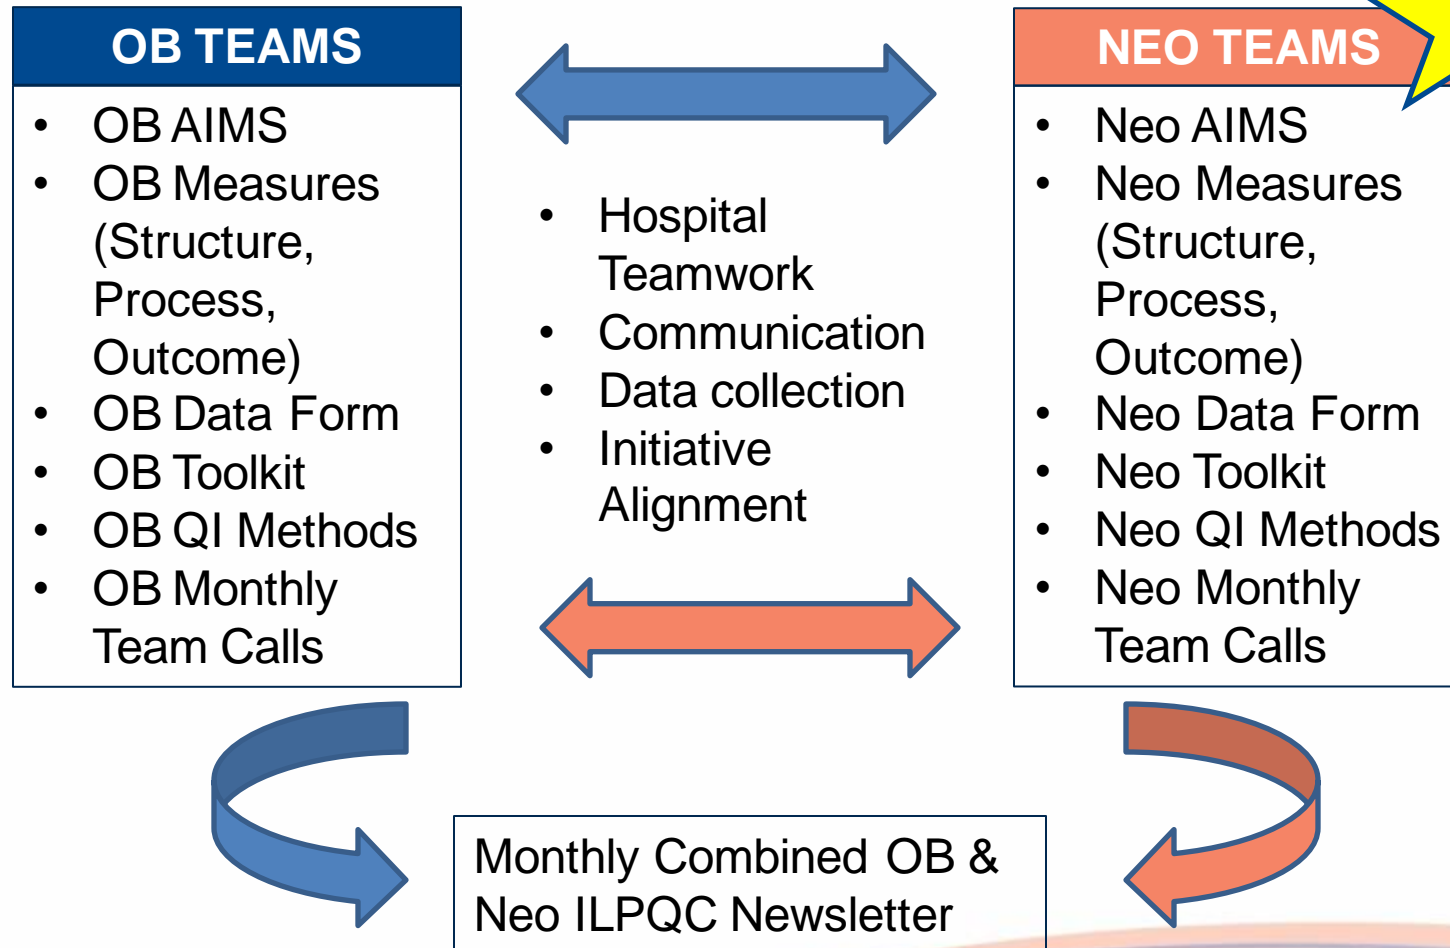 OB TEAMS
• OB AIMS
• OB Measures
(Structure,
Process,
Outcome)
• OB Data Form
• OB Toolkit
• OB QI Methods
• OB Monthly
Team Calls
• Hospital
Teamwork
• Communication
• Data collection
• Initiative
Alignment
NEO TEAMS
• Neo AIMS
• Neo Measures
(Structure,
Process,
Outcome)
• Neo Data Form
• Neo Toolkit
• Neo QI Methods
• Neo Monthly
Team Calls
Monthly Combined OB &
Neo ILPQC Newsletter